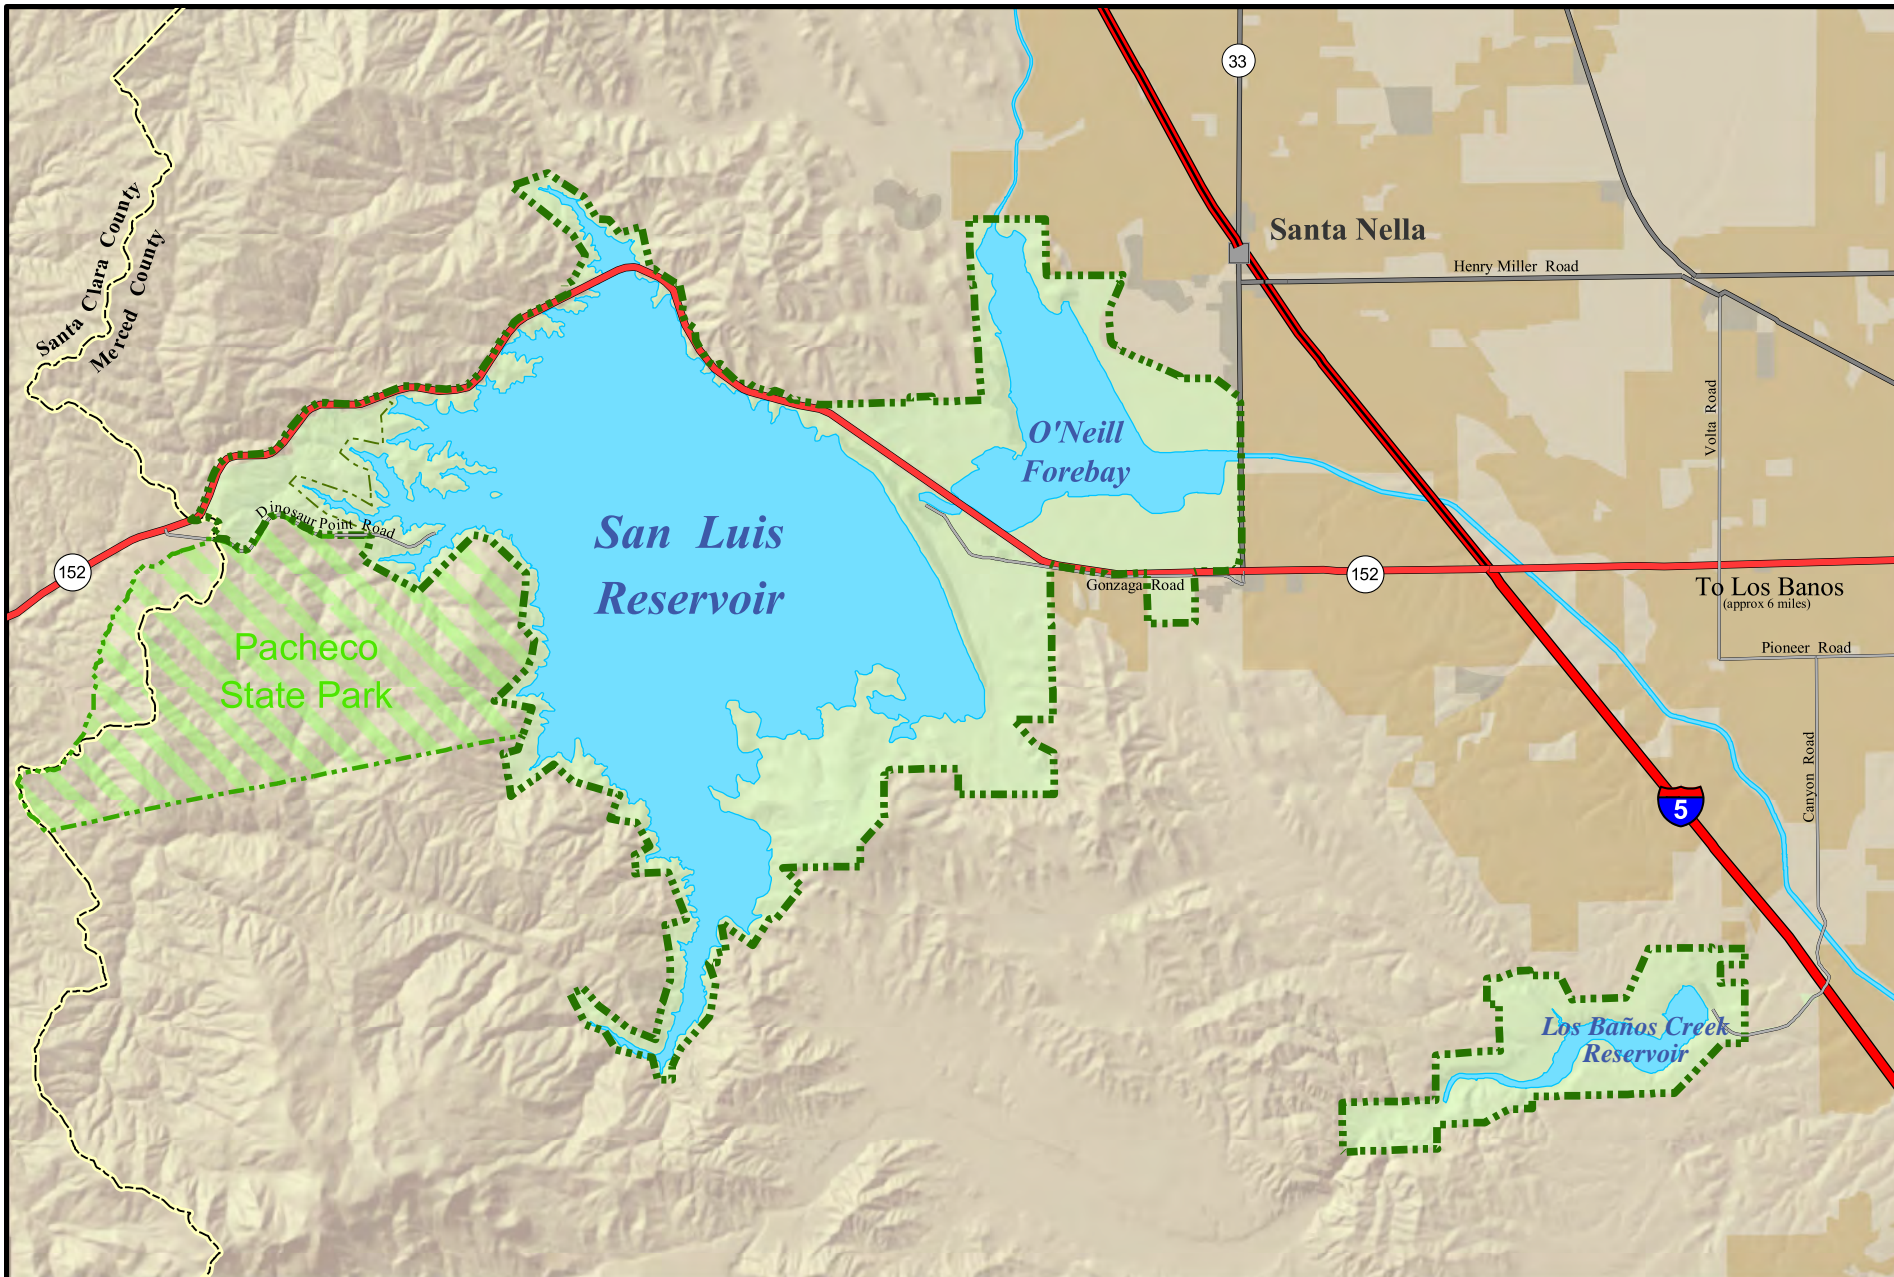 33
Santa Nella
Henry Miller Road
Santa Clara County
Merced County
Volta Road
O'Neill
Forebay
Dinosaur Point Road
San Luis
Reservoir
152
152
Gonzaga Road
To Los Banos
(approx 6 miles)
Pioneer Road
Pacheco
State Park
Canyon Road
5
Los Baños Creek
Reservoir